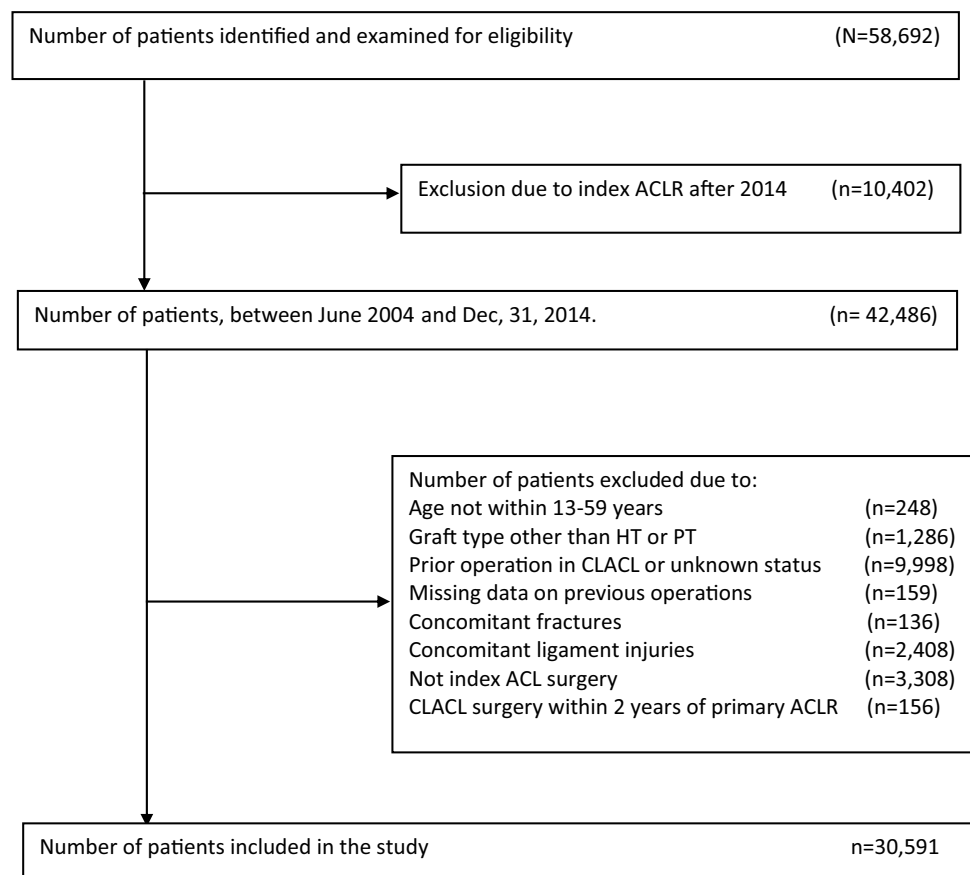 Number of patients identified and examined for eligibility (N=58,692)
Exclusion due to index ACLR after 2014 (n=10,402)
Number of patients, between June 2004 and Dec, 31, 2014. (n= 42,486)
Number of patients excluded due to:
Age not within 13-59 years (n=248)
Graft type other than HT or PT (n=1,286)
Prior operation in CLACL or unknown status (n=9,998)
Missing data on previous operations (n=159)
Concomitant fractures (n=136)
Concomitant ligament injuries (n=2,408)
Not index ACL surgery (n=3,308)
CLACL surgery within 2 years of primary ACLR (n=156)
Number of patients included in the study n=30,591